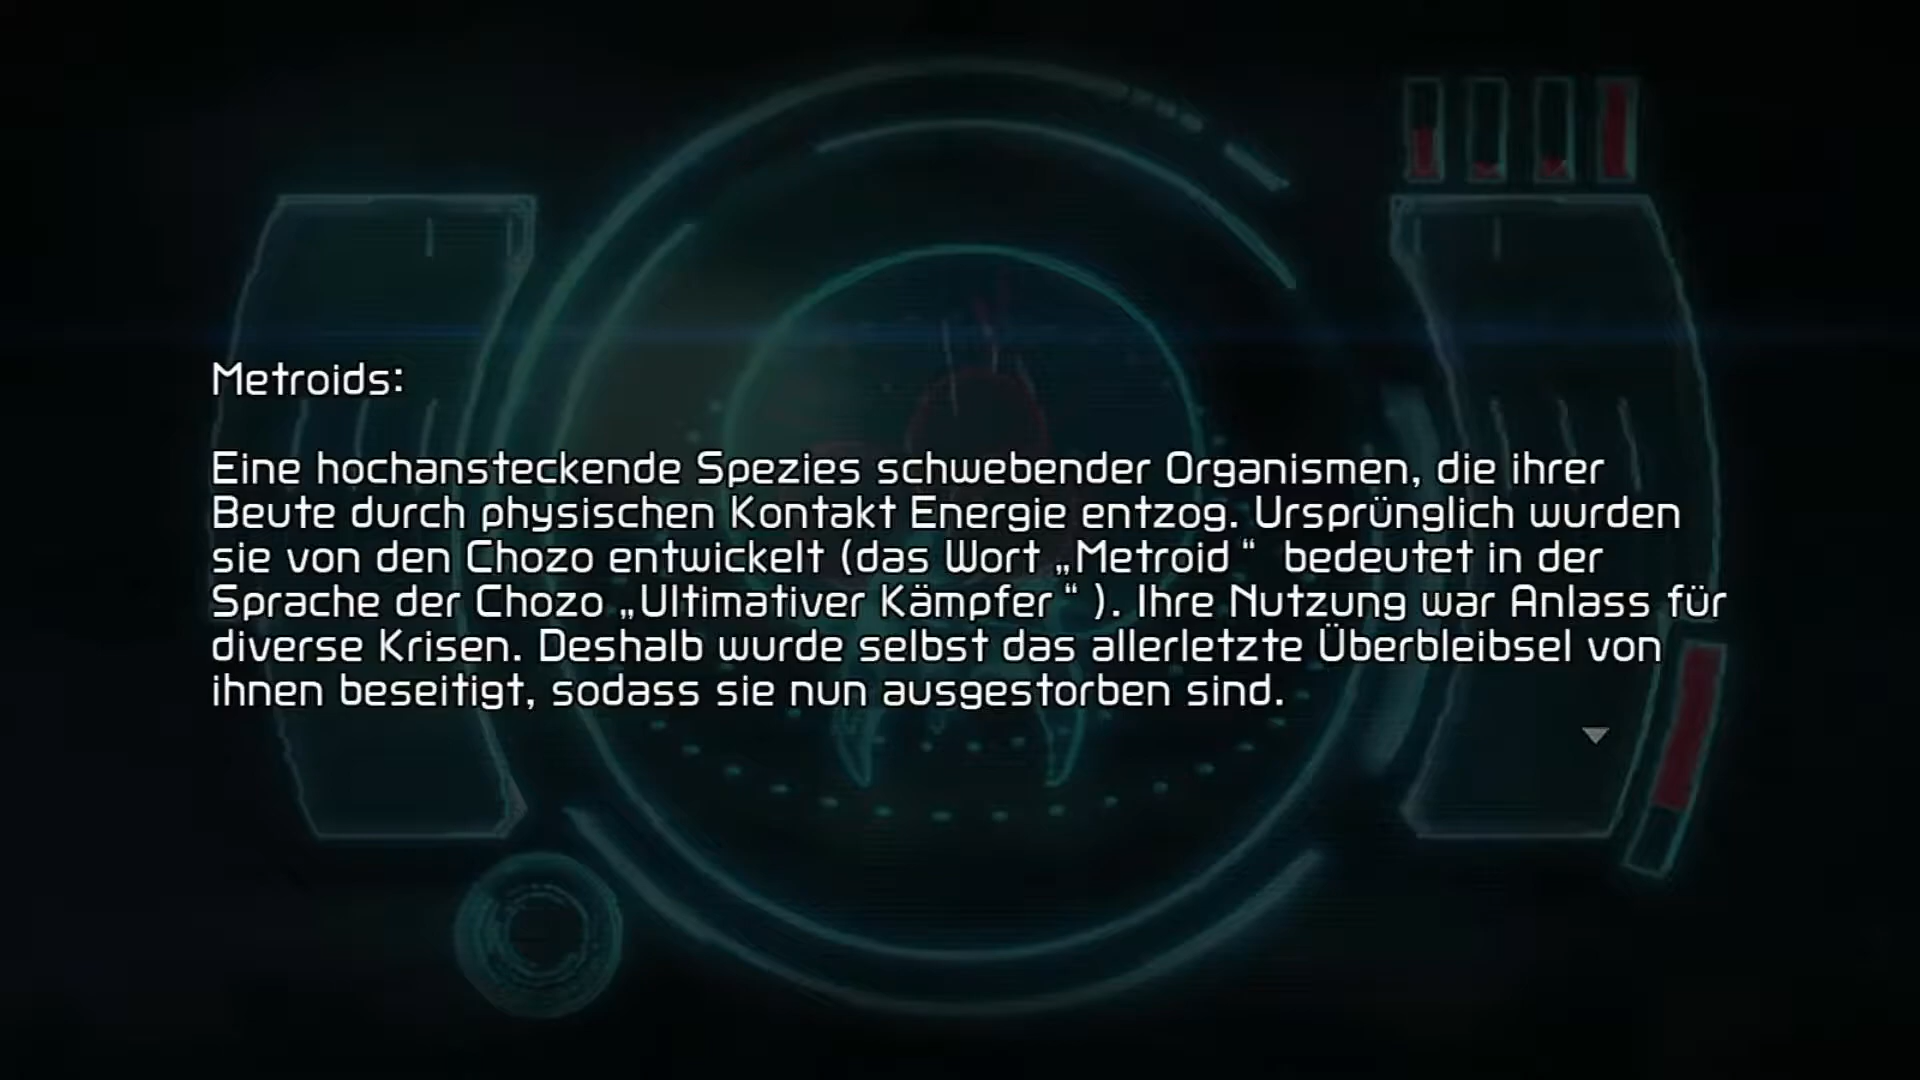 Metroids:
Eine hochansteckende Spezies schwebender Organismen, die ihrer
Beute durch physischen Kontakt Energie entzog. Ursprünglich wurden
sie von den Chozo entwickelt (das Wort „Metroid“ bedeutet in der
Sprache der Chozo „Ultimativer Kämpfer“ ). Ihre Nutzung war Anlass für
diverse Krisen. Deshalb wurde selbst das allerletzte Überbleibsel von
ihnen beseitigt, sodass sie nun ausgestorben sind.